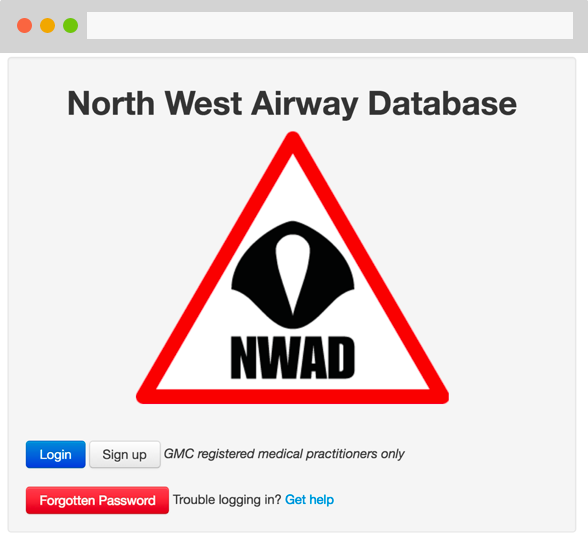 North West Airway Database
NWAD
Login Sign up GMC registered medical practitioners only
Forgotten Password Trouble logging in? Get help